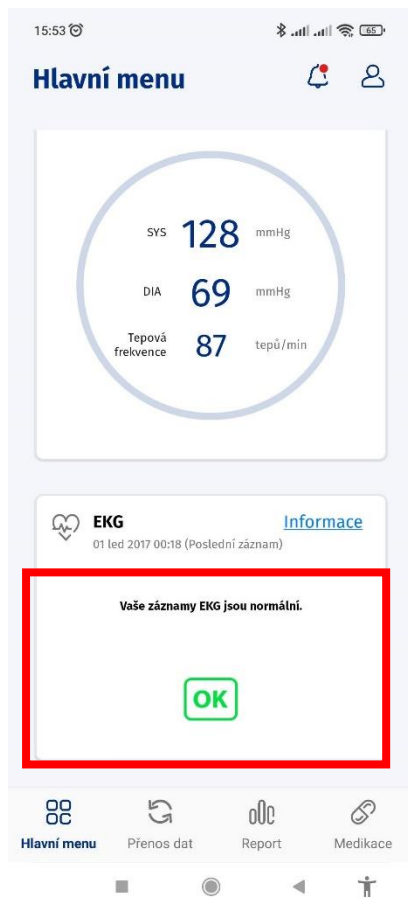 15:53
65
Hlavní menu
SYS 128 mmHg
DIA 69 mmHg
Tepová
frekvence 87 tepů/min
EKG Informace
01 led 2017 00:18 (Poslední záznam)
Vaše záznamy EKG jsou normální.
OK
Hlavní menu Přenos dat Report Medikace